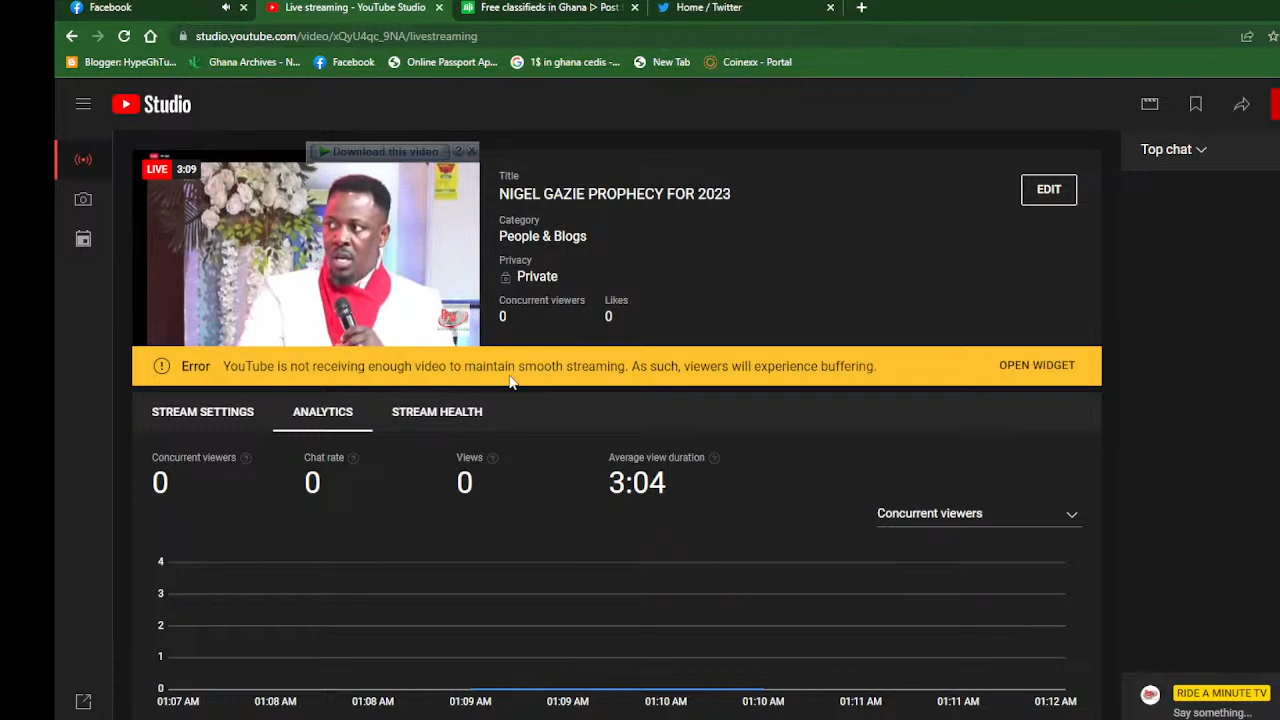 Facebook
Live streaming - YouTube Studio
Free classifieds in Ghana ᐅ Post
Home / Twitter
studio.youtube.com/video/xQyU4qc_9NA/livestreaming
Blogger: HypeGhTu...
Ghana Archives - N...
Facebook
Online Passport Ap...
1$ in ghana cedis -...
New Tab
Coinexx - Portal
Studio
Download this video
LIVE 3:09
Title
NIGEL GAZIE PROPHECY FOR 2023
EDIT
Category
People & Blogs
Privacy
Private
Concurrent viewers Likes
0 0
Top chat
Error YouTube is not receiving enough video to maintain smooth streaming. As such, viewers will experience buffering. OPEN WIDGET
STREAM SETTINGS ANALYTICS STREAM HEALTH
Concurrent viewers Chat rate Views Average view duration
0 0 0 3:04
Concurrent viewers
4
3
2
1
0
01:07 AM 01:08 AM 01:08 AM 01:09 AM 01:09 AM 01:10 AM 01:10 AM 01:11 AM 01:11 AM 01:12 AM
RIDE A MINUTE TV
Say something...